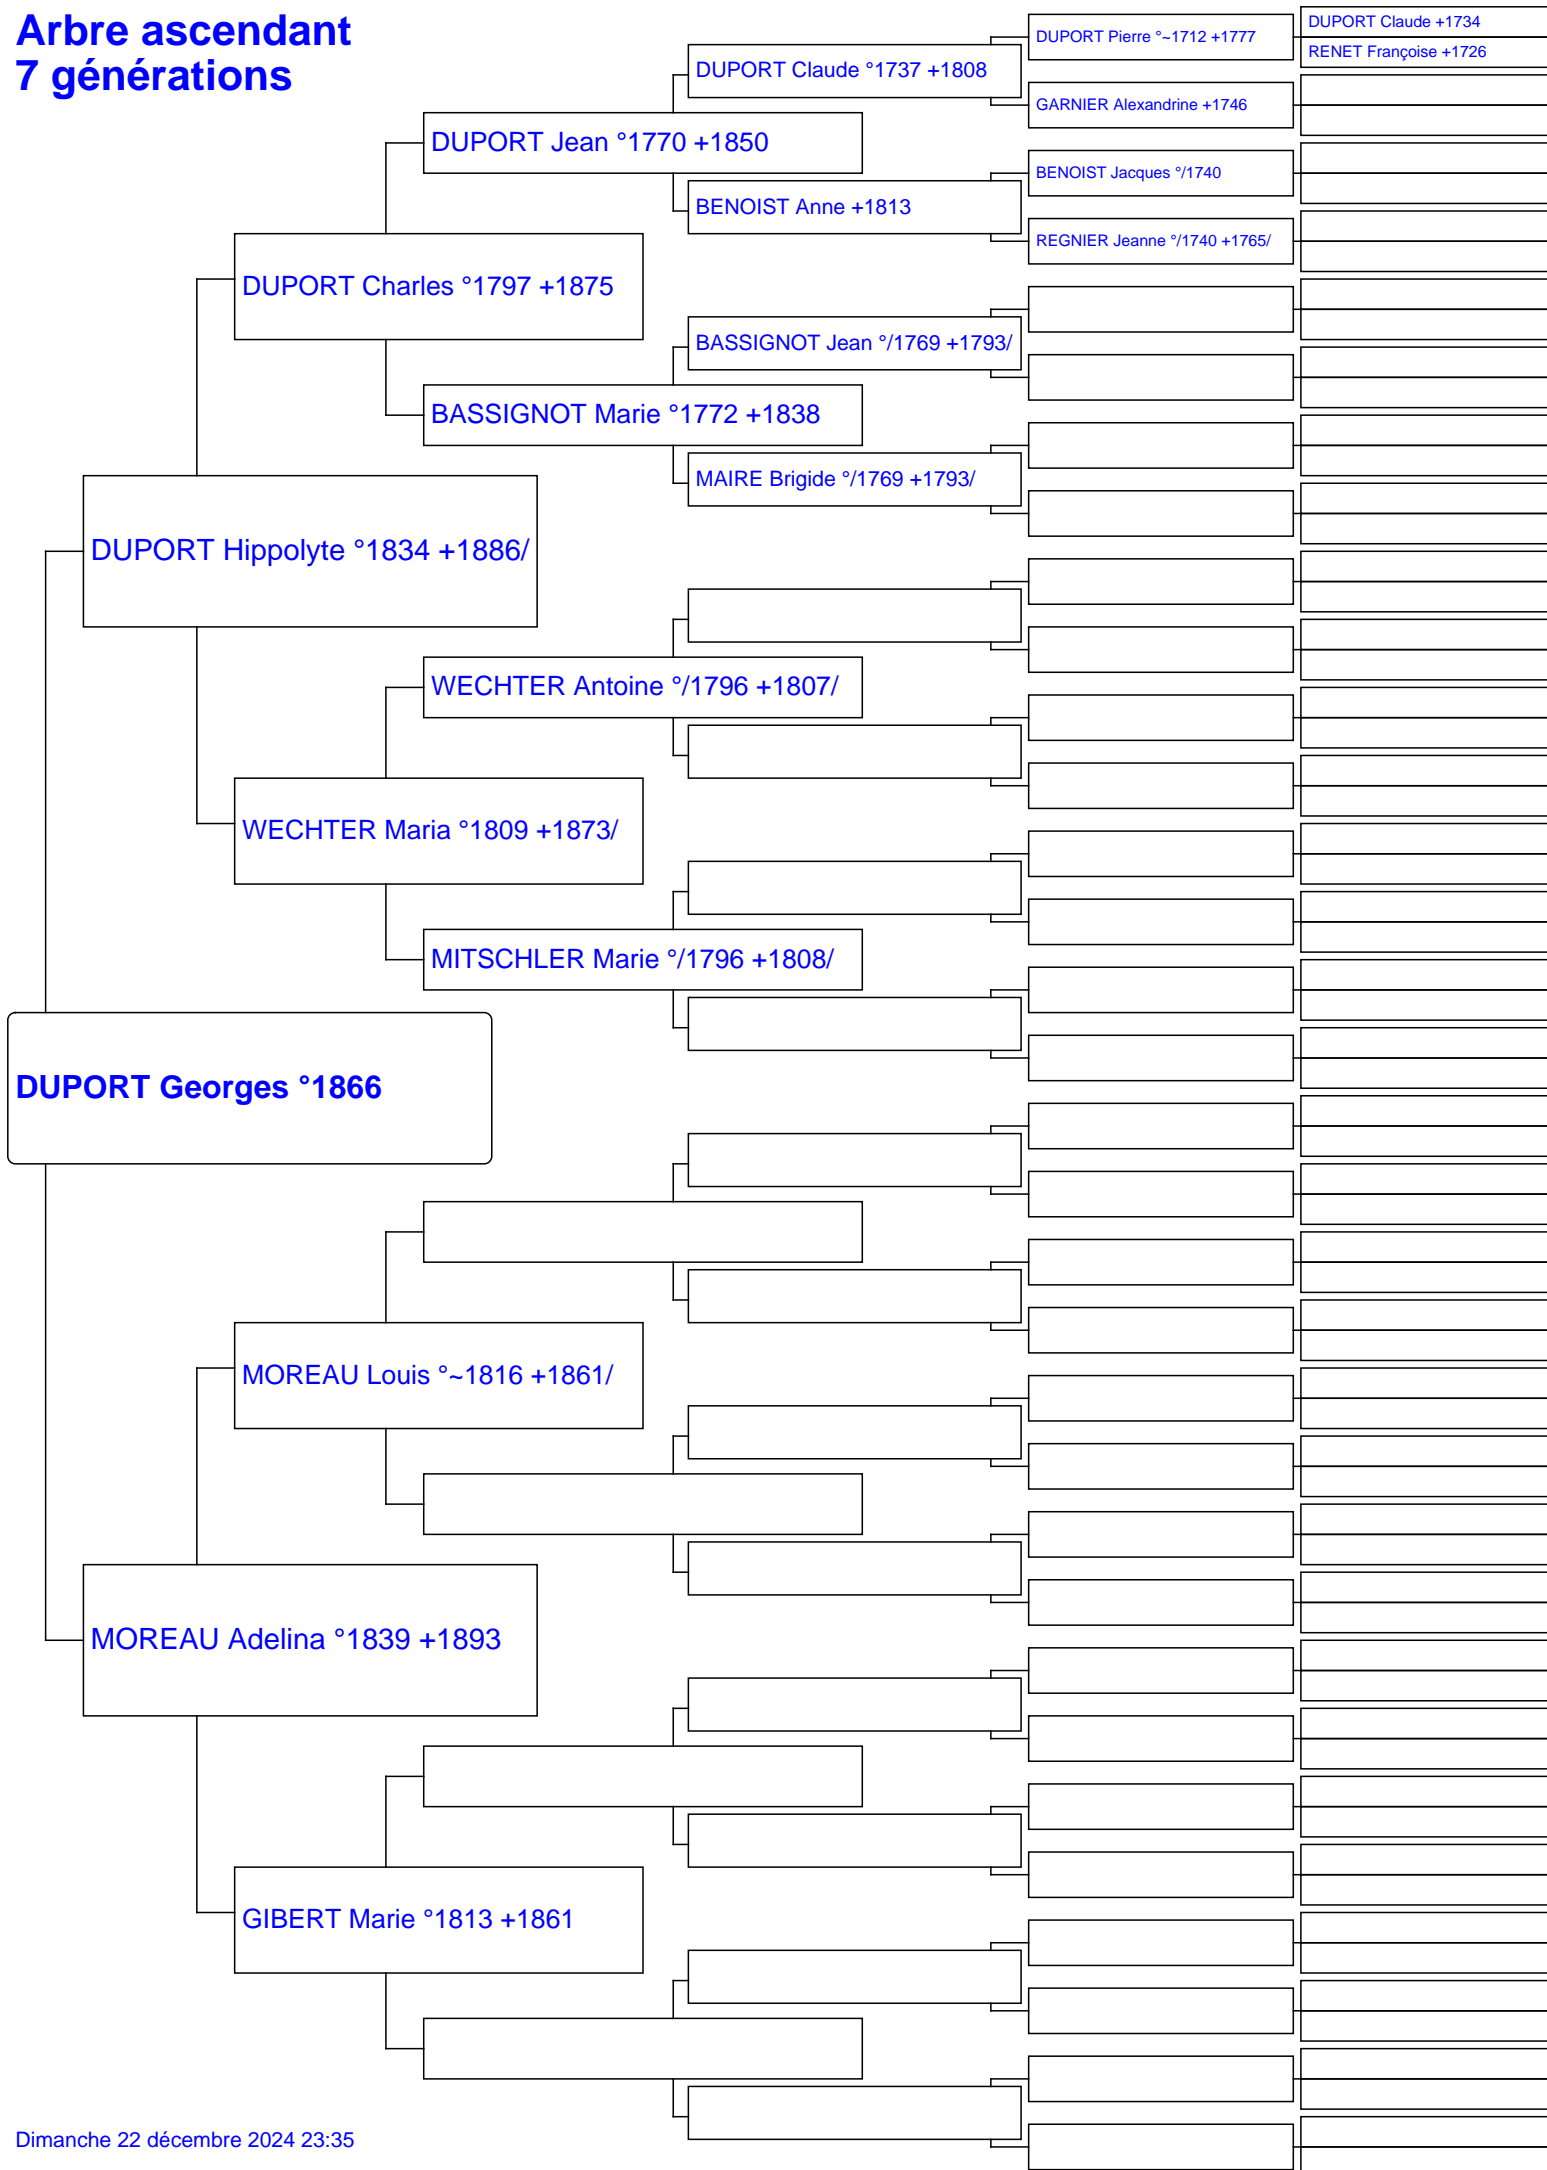 Arbre ascendant
7 générations
DUPORT Claude +1734
RENET Françoise +1726
DUPORT Pierre °~1712 +1777
DUPORT Claude °1737 +1808
GARNIER Alexandrine +1746
DUPORT Jean °1770 +1850
BENOIST Jacques °/1740
BENOIST Anne +1813
REGNIER Jeanne °/1740 +1765/
DUPORT Charles °1797 +1875
BASSIGNOT Jean °/1769 +1793/
BASSIGNOT Marie °1772 +1838
MAIRE Brigide °/1769 +1793/
DUPORT Hippolyte °1834 +1886/
WECHTER Antoine °/1796 +1807/
WECHTER Maria °1809 +1873/
MITSCHLER Marie °/1796 +1808/
DUPORT Georges °1866
MOREAU Louis °~1816 +1861/
MOREAU Adelina °1839 +1893
GIBERT Marie °1813 +1861
Dimanche 22 décembre 2024 23:35